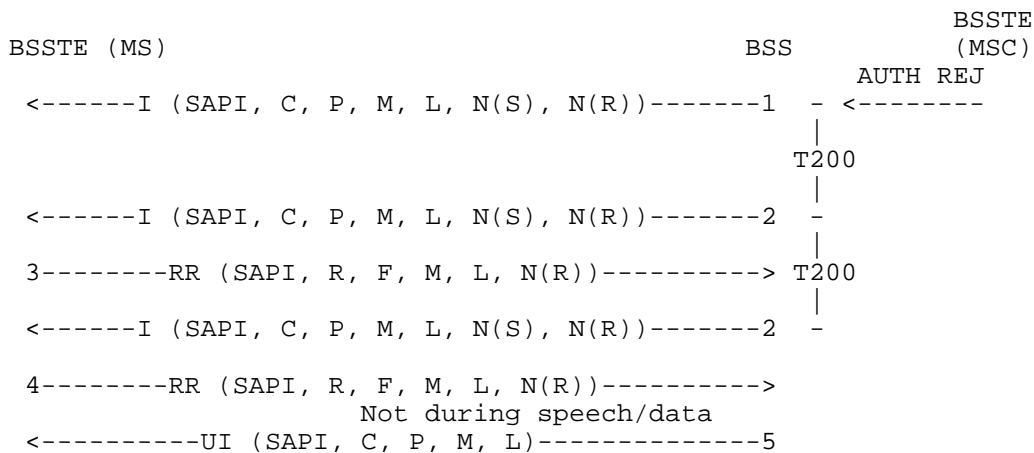 BSSTE
BSSTE (MS) BSS (MSC)
AUTH REJ
<------I (SAPI, C, P, M, L, N(S), N(R))-------1 - <--------
|
T200
|
<------I (SAPI, C, P, M, L, N(S), N(R))-------2 -
|
3--------RR (SAPI, R, F, M, L, N(R))----------> T200
|
<------I (SAPI, C, P, M, L, N(S), N(R))-------2 -
4--------RR (SAPI, R, F, M, L, N(R))---------->
Not during speech/data
<----------UI (SAPI, C, P, M, L)--------------5